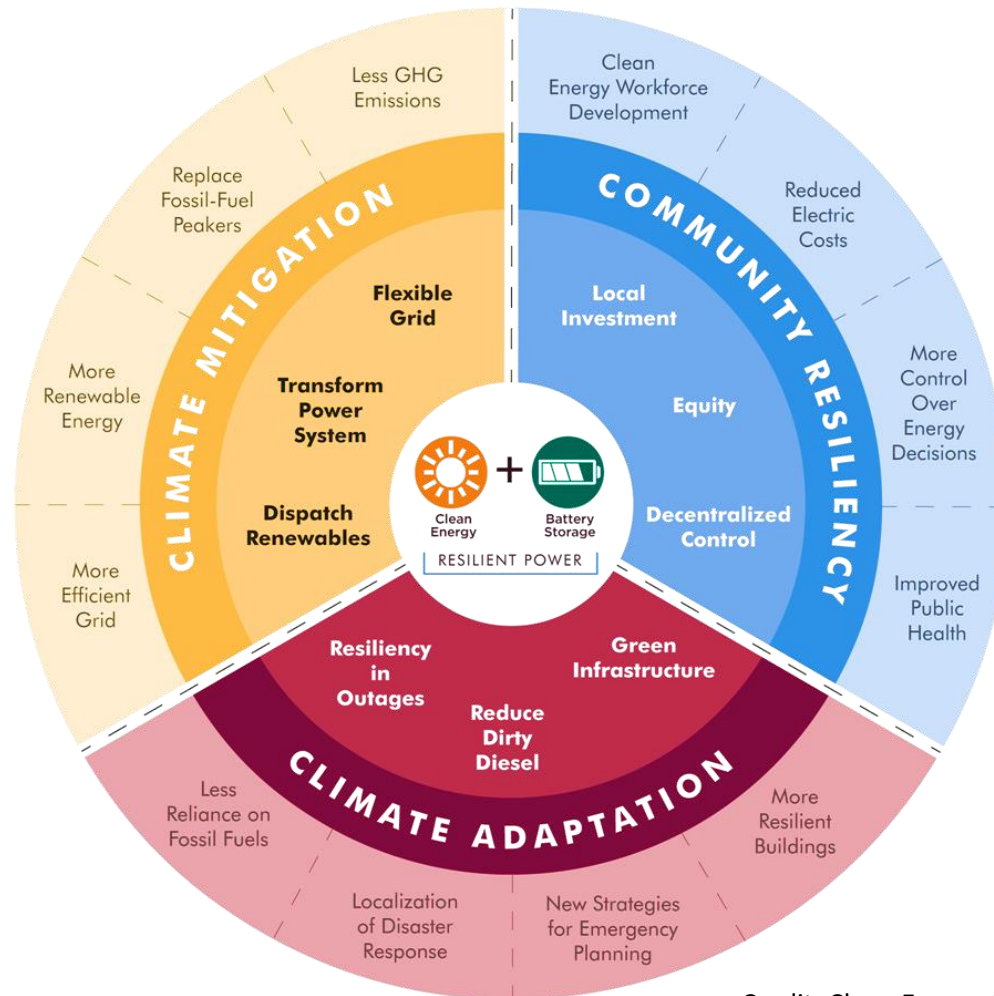 Less GHG
Emissions
Replace
Fossil-Fuel
Peakers
More
Renewable
Energy
More
Efficient
Grid
CLIMATE MITIGATION
Flexible
Grid
Transform
Power
System
Dispatch
Renewables
Clean
Energy Workforce
Development
Reduced
Electric
Costs
More
Control
Over
Energy
Decisions
Improved
Public
Health
COMMUNITY RESILIENCY
Local
Investment
Equity
Decentralized
Control
+
Clean
Energy
Battery
Storage
RESILIENT POWER
Resiliency
in
Outages
Reduce
Dirty
Diesel
Green
Infrastructure
CLIMATE ADAPTATION
Less
Reliance on
Fossil Fuels
Localization
of Disaster
Response
New Strategies
for Emergency
Planning
More
Resilient
Buildings